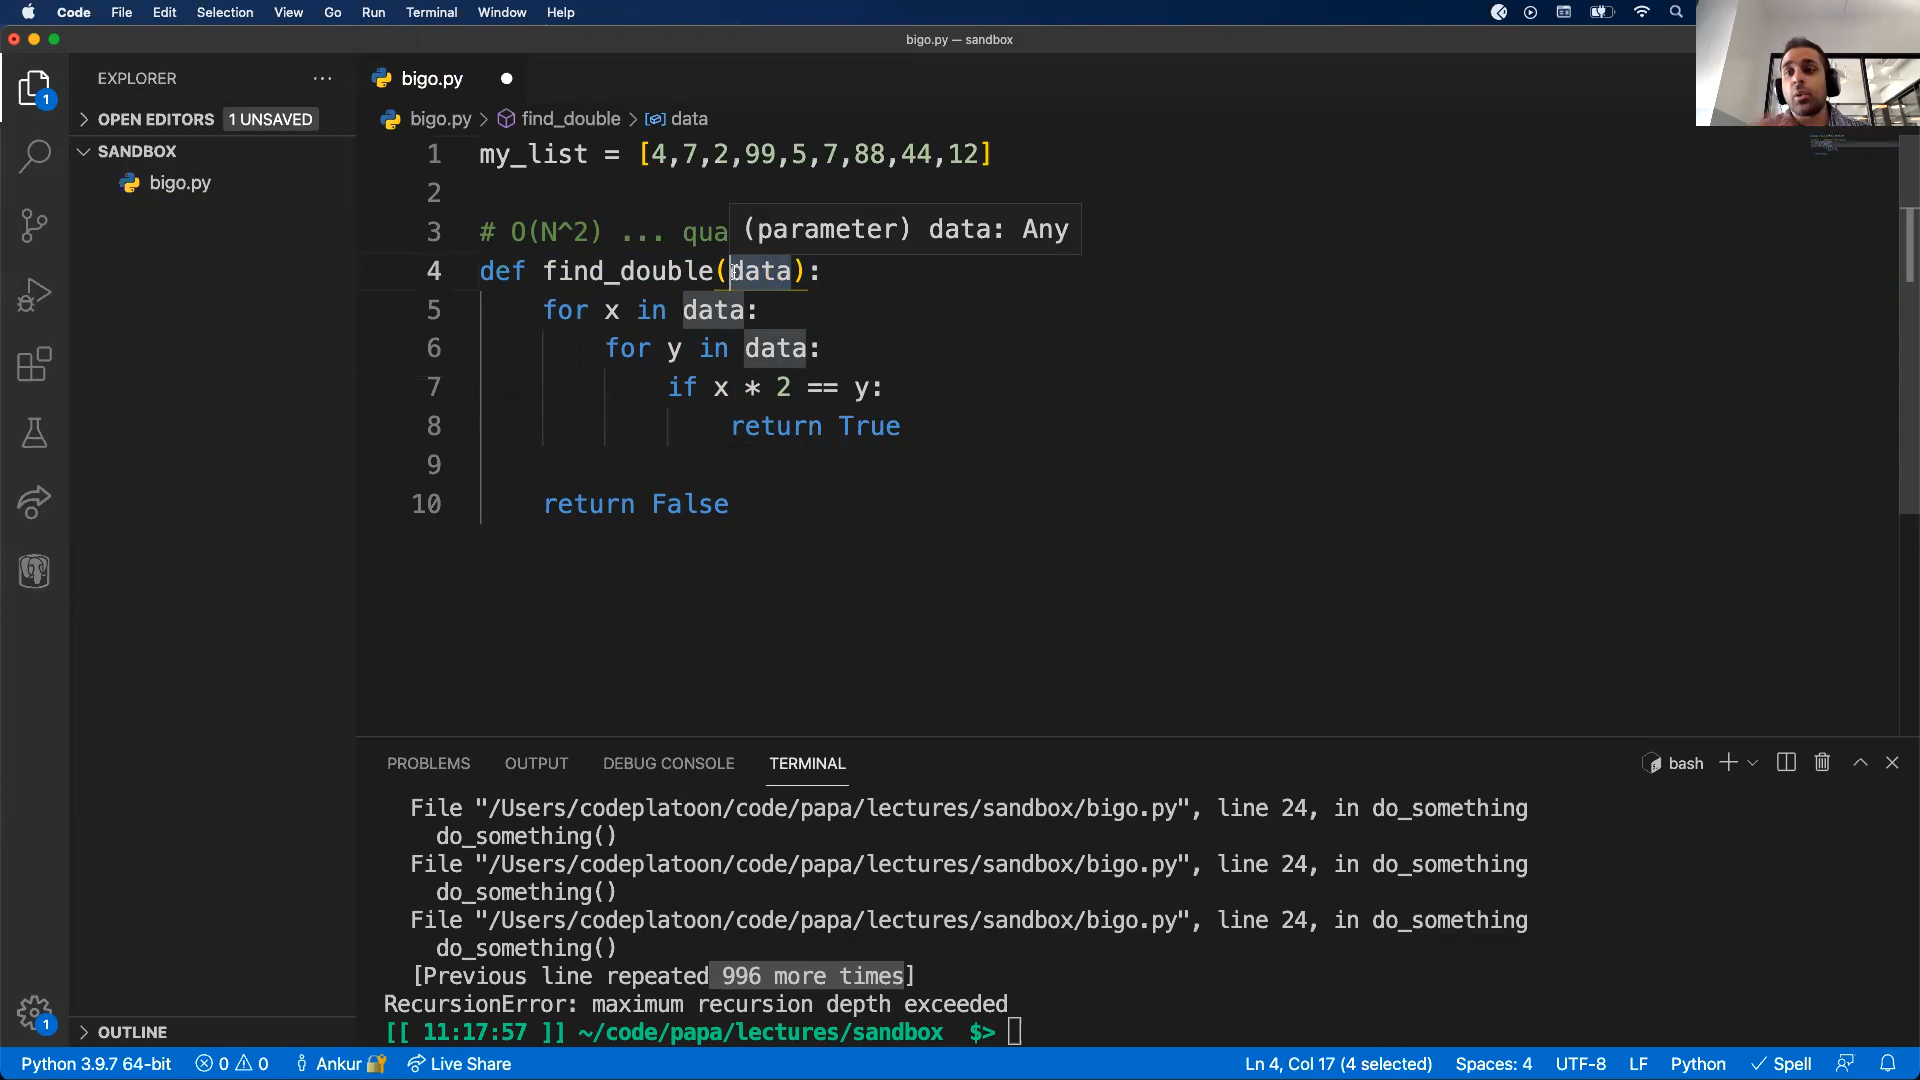 Code File Edit Selection View Go Run Terminal Window Help
bigo.py — sandbox
EXPLORER
bigo.py
OPEN EDITORS 1 UNSAVED
bigo.py > find_double > data
SANDBOX
bigo.py
1 my_list = [4,7,2,99,5,7,88,44,12]
2
3 # O(N^2) ... qua
(parameter) data: Any
4 def find_double(data):
5 for x in data:
6 for y in data:
7 if x * 2 == y:
8 return True
9
10 return False
PROBLEMS OUTPUT DEBUG CONSOLE TERMINAL
bash
File "/Users/codeplatoon/code/papa/lectures/sandbox/bigo.py", line 24, in do_something
do_something()
File "/Users/codeplatoon/code/papa/lectures/sandbox/bigo.py", line 24, in do_something
do_something()
File "/Users/codeplatoon/code/papa/lectures/sandbox/bigo.py", line 24, in do_something
do_something()
[Previous line repeated 996 more times]
RecursionError: maximum recursion depth exceeded
[[ 11:17:57 ]] ~/code/papa/lectures/sandbox $>
1
1
OUTLINE
Python 3.9.7 64-bit 0 0 Ankur Live Share Ln 4, Col 17 (4 selected) Spaces: 4 UTF-8 LF Python Spell